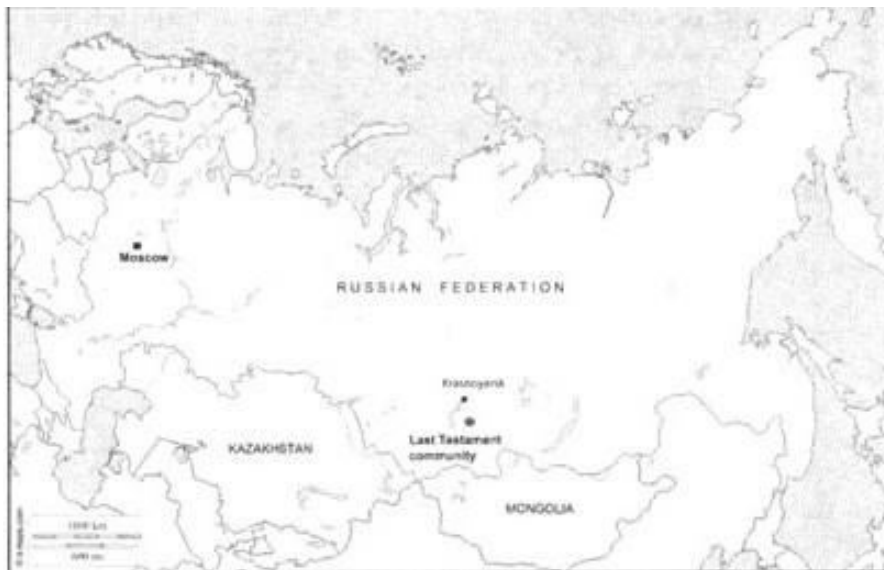 Moscow
RUSSIAN FEDERATION
Krasnoyarsk
Last Testament
community
KAZAKHSTAN
MONGOLIA